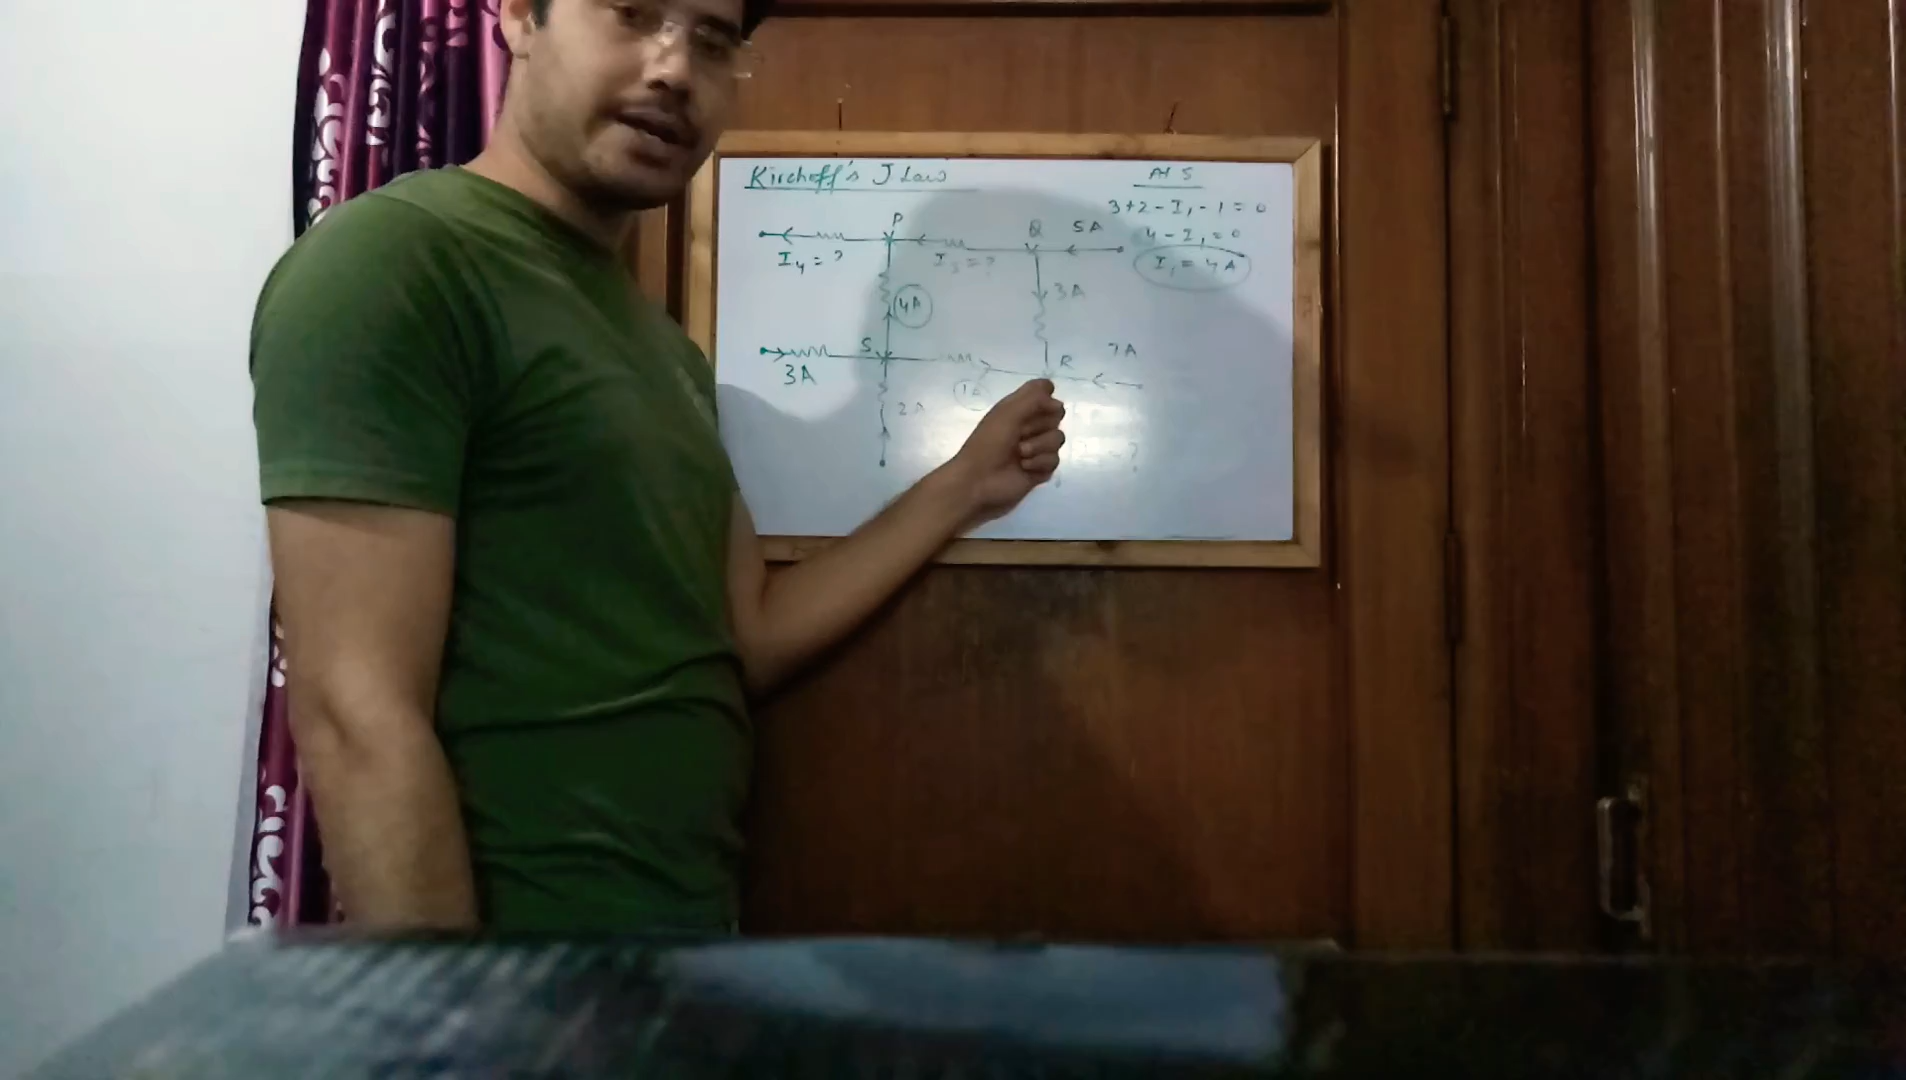 Kirchoff's J Law
At S
3+2-I₁-1=0
4-I₁=0
I₁=4A
P
Q
5A
I₄=?
I₃=?
4A
3A
S
R
7A
3A
2A
=?